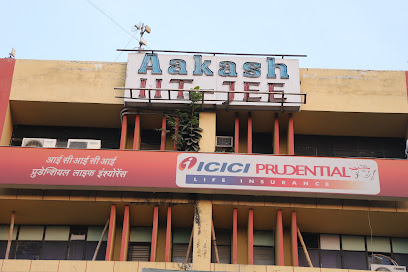 Aakash
IIT JEE
आई सी आई सी आई
प्रुडेन्शियल लाइफ इंश्योरेंस
ICICI PRUDENTIAL
LIFE INSURANCE